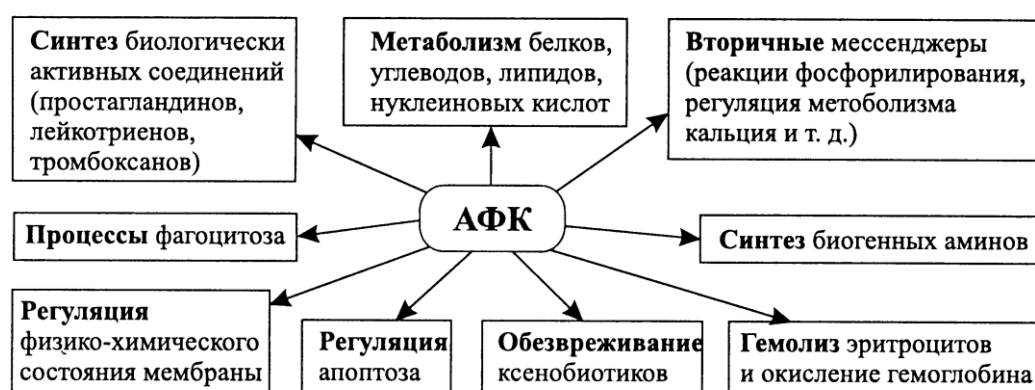 Синтез биологически
активных соединений
(простагландинов,
лейкотриенов,
тромбоксанов)
Метаболизм белков,
углеводов, липидов,
нуклеиновых кислот
Вторичные мессенджеры
(реакции фосфорилирования,
регуляция метоболизма
кальция и т. д.)
АФК
Процессы фагоцитоза
Синтез биогенных аминов
Регуляция
физико-химического
состояния мембраны
Регуляция
апоптоза
Обезвреживание
ксенобиотиков
Гемолиз эритроцитов
и окисление гемоглобина